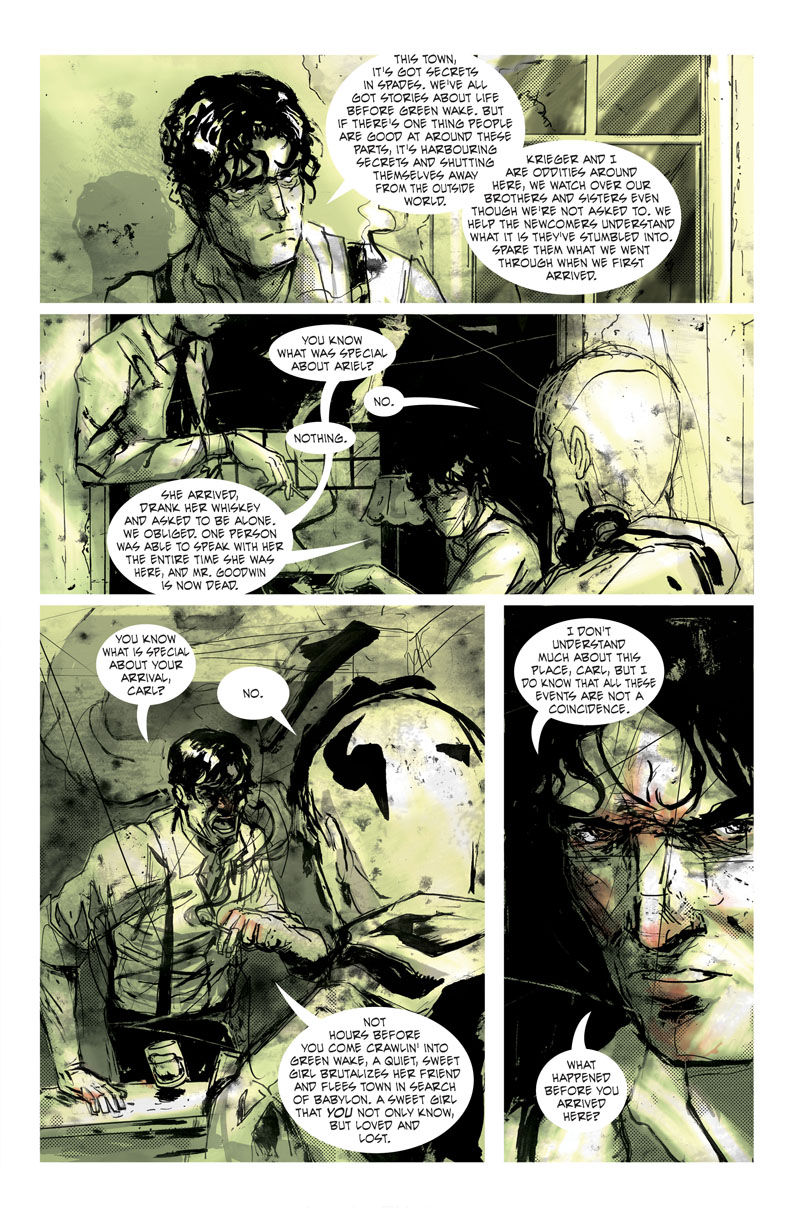 THIS TOWN,
IT'S GOT SECRETS
IN SPADES. WE'VE ALL
GOT STORIES ABOUT LIFE
BEFORE GREEN WAKE. BUT
IF THERE'S ONE THING PEOPLE
ARE GOOD AT AROUND THESE
PARTS, IT'S HARBOURING
SECRETS AND SHUTTING
THEMSELVES AWAY
FROM THE OUTSIDE
WORLD.
KRIEGER AND I
ARE ODDITIES AROUND
HERE, WE WATCH OVER OUR
BROTHERS AND SISTERS EVEN
THOUGH WE'RE NOT ASKED TO. WE
HELP THE NEWCOMERS UNDERSTAND
WHAT IT IS THEY'VE STUMBLED INTO.
SPARE THEM WHAT WE WENT
THROUGH WHEN WE FIRST
ARRIVED.
YOU KNOW
WHAT WAS SPECIAL
ABOUT ARIEL?
NO.
NOTHING.
SHE ARRIVED,
DRANK HER WHISKEY
AND ASKED TO BE ALONE.
WE OBLIGED. ONE PERSON
WAS ABLE TO SPEAK WITH HER
THE ENTIRE TIME SHE WAS
HERE, AND MR. GOODWIN
IS NOW DEAD.
YOU KNOW
WHAT IS SPECIAL
ABOUT YOUR
ARRIVAL,
CARL?
NO.
NOT
HOURS BEFORE
YOU COME CRAWLIN' INTO
GREEN WAKE, A QUIET, SWEET
GIRL BRUTALIZES HER FRIEND
AND FLEES TOWN IN SEARCH
OF BABYLON. A SWEET GIRL
THAT YOU NOT ONLY KNOW,
BUT LOVED AND
LOST.
I DON'T
UNDERSTAND
MUCH ABOUT THIS
PLACE, CARL, BUT I
DO KNOW THAT ALL THESE
EVENTS ARE NOT A
COINCIDENCE.
WHAT
HAPPENED
BEFORE YOU
ARRIVED
HERE?